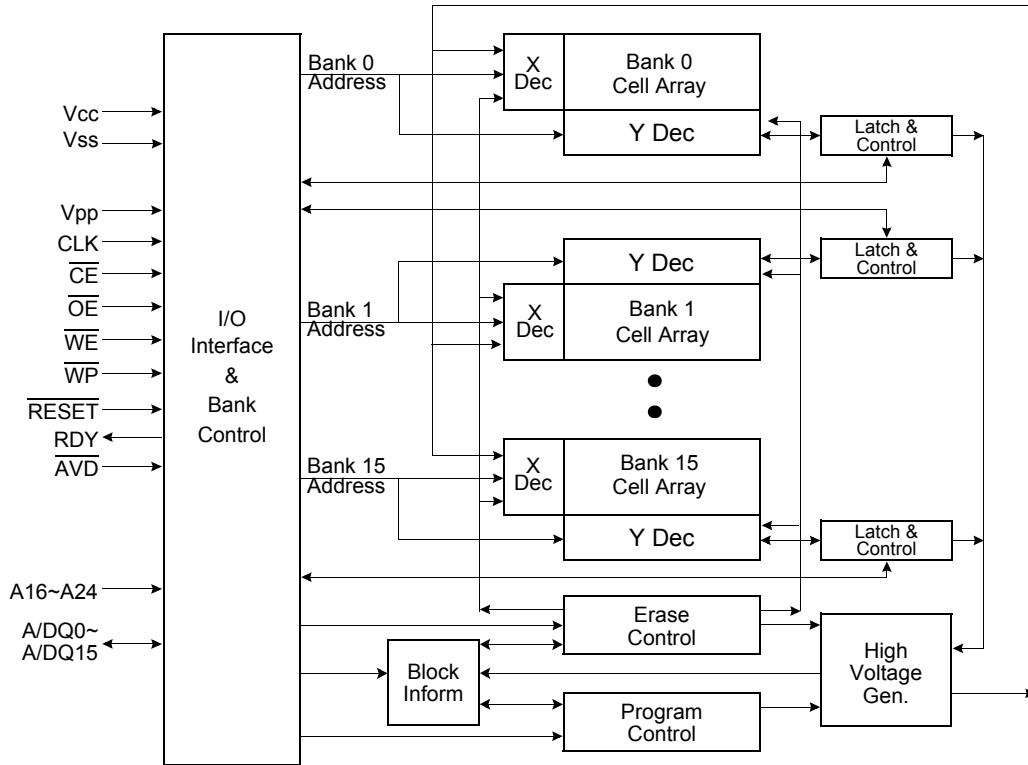 Vcc
Vss
Vpp
CLK
CE
OE
WE
WP
RESET
RDY
AVD
A16~A24
A/DQ0~
A/DQ15
I/O
Interface
&
Bank
Control
Bank 0
Address
X
Dec
Bank 0
Cell Array
Y Dec
Latch &
Control
Bank 1
Address
Y Dec
X
Dec
Bank 1
Cell Array
Latch &
Control
Bank 15
Address
X
Dec
Bank 15
Cell Array
Y Dec
Latch &
Control
Erase
Control
Block
Inform
Program
Control
High
Voltage
Gen.